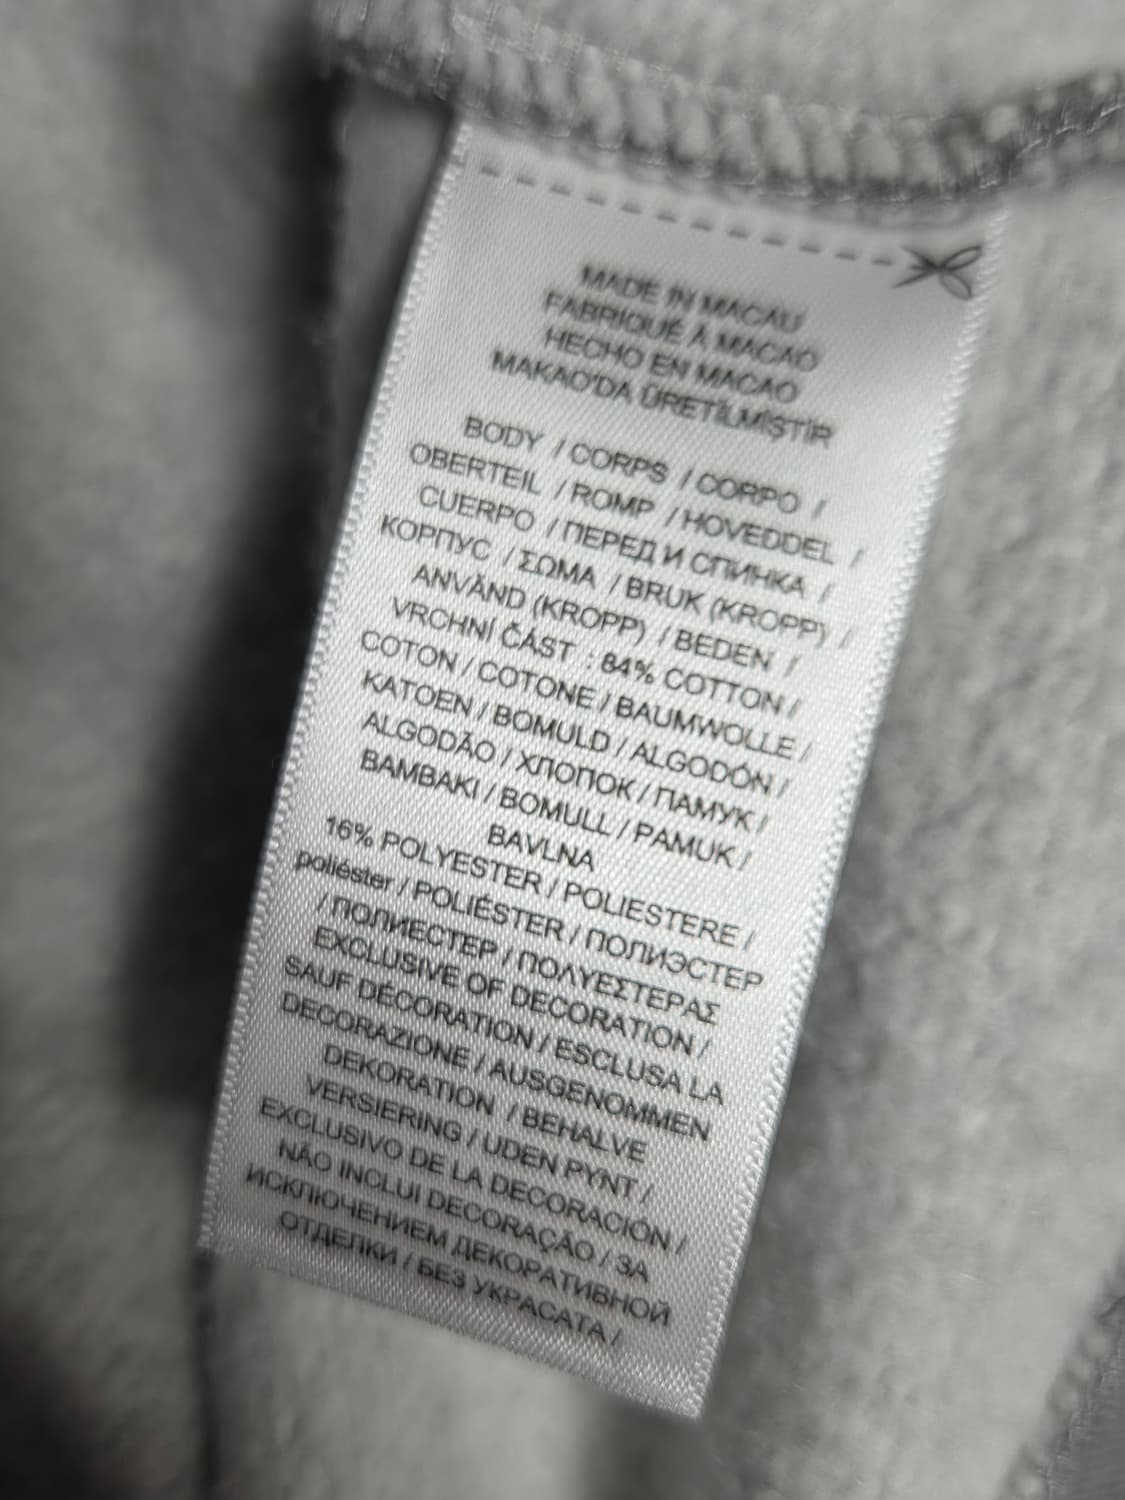 MADE IN MACAU
FABRIQUÉ À MACAO
HECHO EN MACAO
MAKAO'DA ÜRETİLMİŞTİR
BODY / CORPS / CORPO /
OBERTEIL / ROMP / HOVEDDEL /
CUERPO / ПЕРЕД И СПИНКА /
КОРПУС / ΣΩΜΑ / BRUK (KROPP) /
ANVÄND (KROPP) / BEDEN /
VRCHNÍ ČÁST : 84% COTTON /
COTON / COTONE / BAUMWOLLE /
KATOEN / BOMULD / ALGODÓN /
ALGODÃO / ХЛОПОК / ПАМУК /
BAMBAKI / BOMULL / PAMUK /
BAVLNA
16% POLYESTER / POLIESTERE /
poliéster / POLIÉSTER / ПОЛИЭСТЕР
/ ПОЛИЕСТЕР / ΠΟΛΥΕΣΤΕΡΑΣ
EXCLUSIVE OF DECORATION /
SAUF DÉCORATION / ESCLUSA LA
DECORAZIONE / AUSGENOMMEN
DEKORATION / BEHALVE
VERSIERING / UDEN PYNT /
EXCLUSIVO DE LA DECORACIÓN /
NÃO INCLUI DECORAÇÃO / ЗА
ИСКЛЮЧЕНИЕМ ДЕКОРАТИВНОЙ
ОТДЕЛКИ / БЕЗ УКРАСАТА /